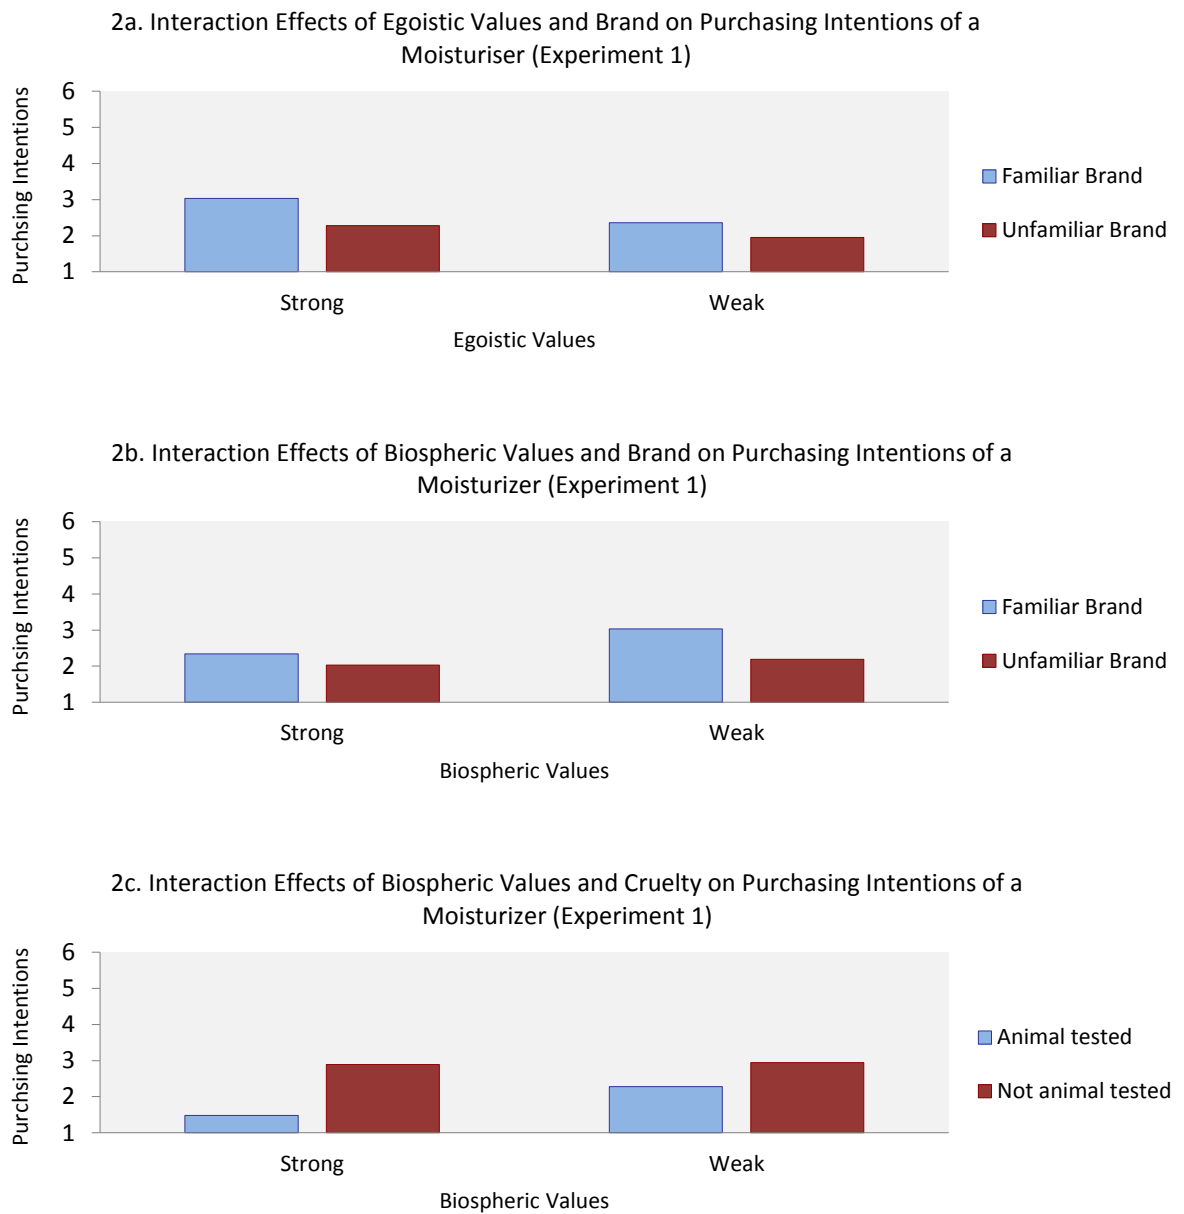 2a. Interaction Effects of Egoistic Values and Brand on Purchasing Intentions of a
Moisturiser (Experiment 1)
Purchsing Intentions
6
5
4
3
2
1
Strong
Weak
Egoistic Values
Familiar Brand
Unfamiliar Brand
2b. Interaction Effects of Biospheric Values and Brand on Purchasing Intentions of a
Moisturizer (Experiment 1)
Purchsing Intentions
6
5
4
3
2
1
Strong
Weak
Biospheric Values
Familiar Brand
Unfamiliar Brand
2c. Interaction Effects of Biospheric Values and Cruelty on Purchasing Intentions of a
Moisturizer (Experiment 1)
Purchsing Intentions
6
5
4
3
2
1
Strong
Weak
Biospheric Values
Animal tested
Not animal tested